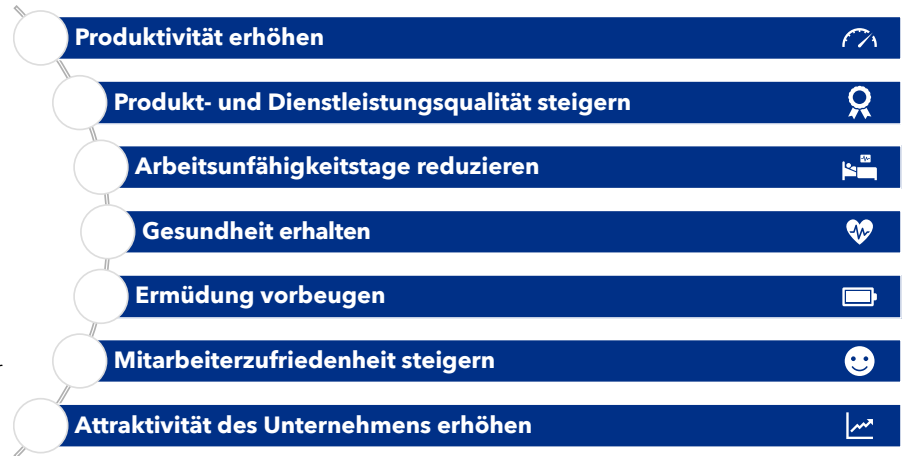 Produktivität erhöhen
Produkt- und Dienstleistungsqualität steigern
Arbeitsunfähigkeitstage reduzieren
Gesundheit erhalten
Ermüdung vorbeugen
Mitarbeiterzufriedenheit steigern
Attraktivität des Unternehmens erhöhen